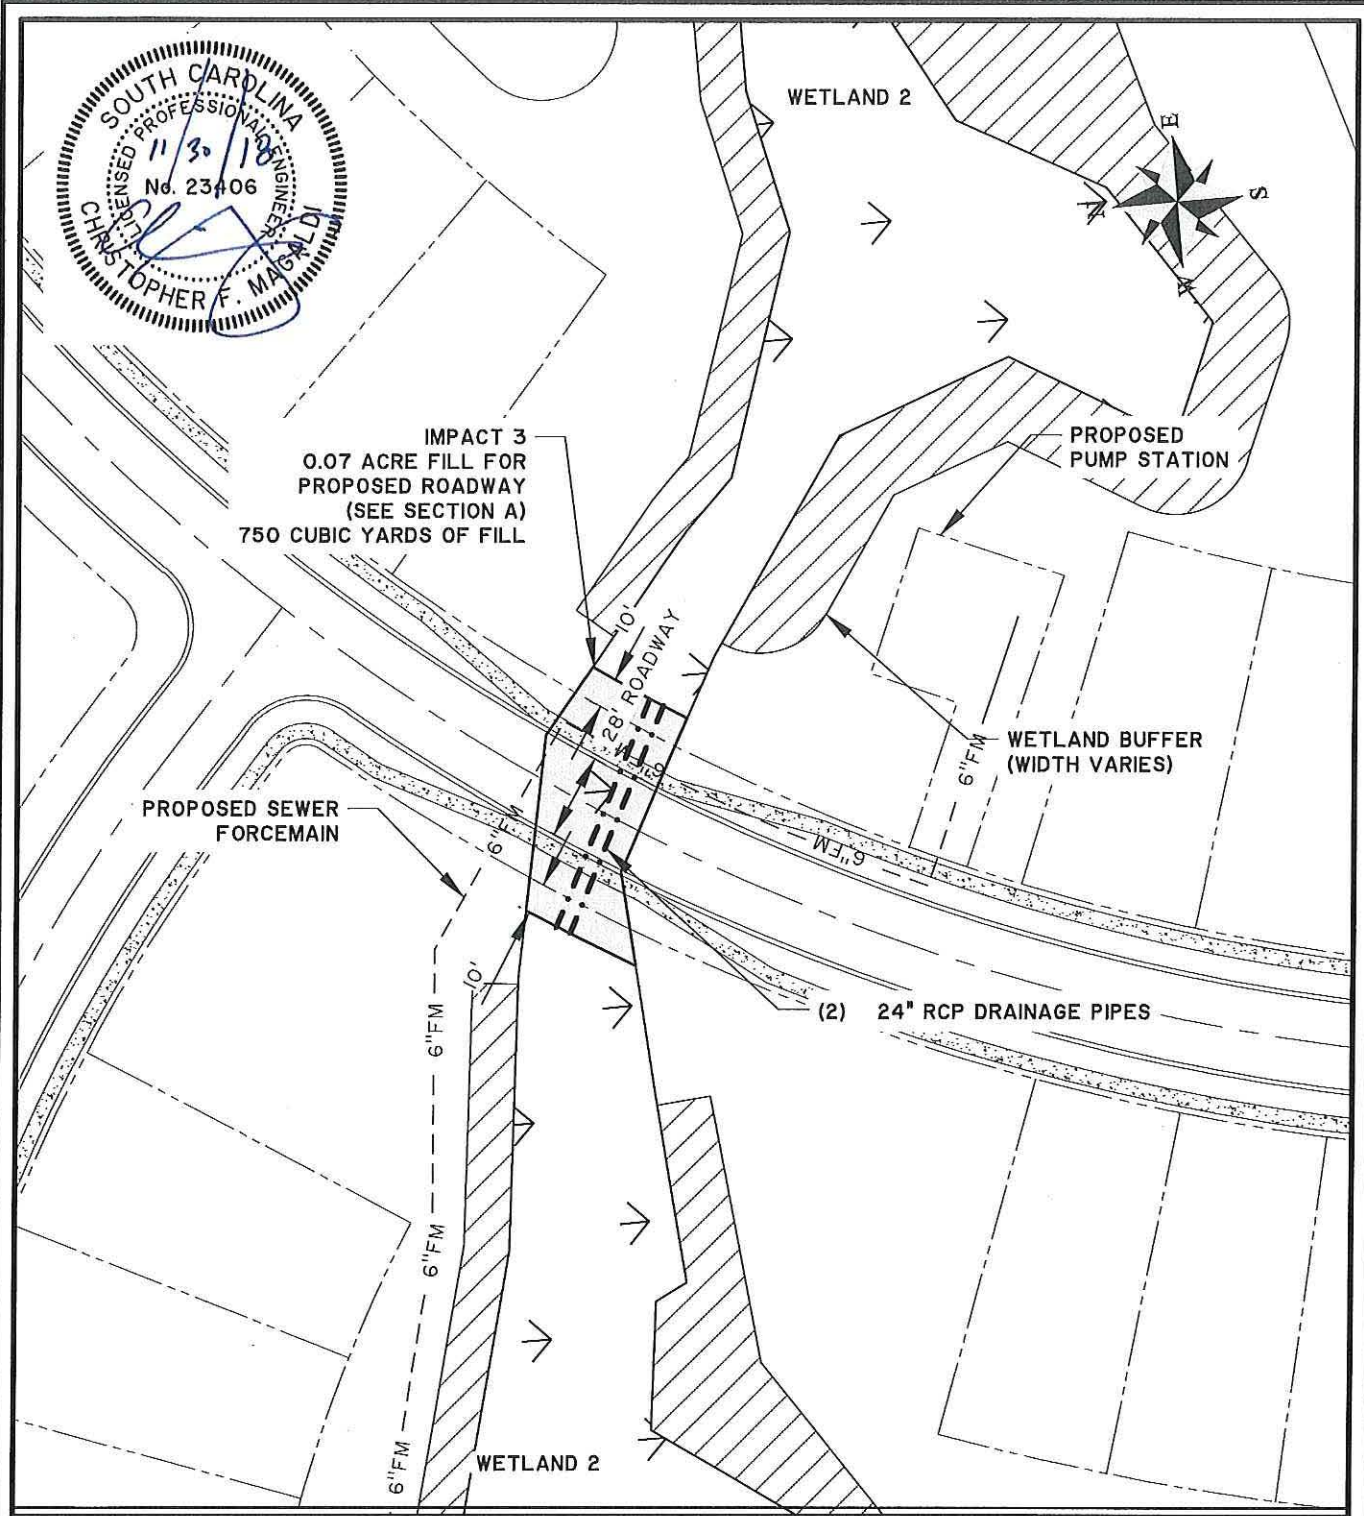 SOUTH CAROLINA
LICENSED PROFESSIONAL ENGINEER
11/30/18
No. 23406
CHRISTOPHER F. MAGALDI
WETLAND 2
E
N
S
W
IMPACT 3
0.07 ACRE FILL FOR
PROPOSED ROADWAY
(SEE SECTION A)
750 CUBIC YARDS OF FILL
PROPOSED
PUMP STATION
10'
28' ROADWAY
WETLAND BUFFER
(WIDTH VARIES)
6"FM
6"FM
PROPOSED SEWER
FORCEMAIN
6"FM
6"FM
10'
(2) 24" RCP DRAINAGE PIPES
6"FM
6"FM
6"FM
WETLAND 2